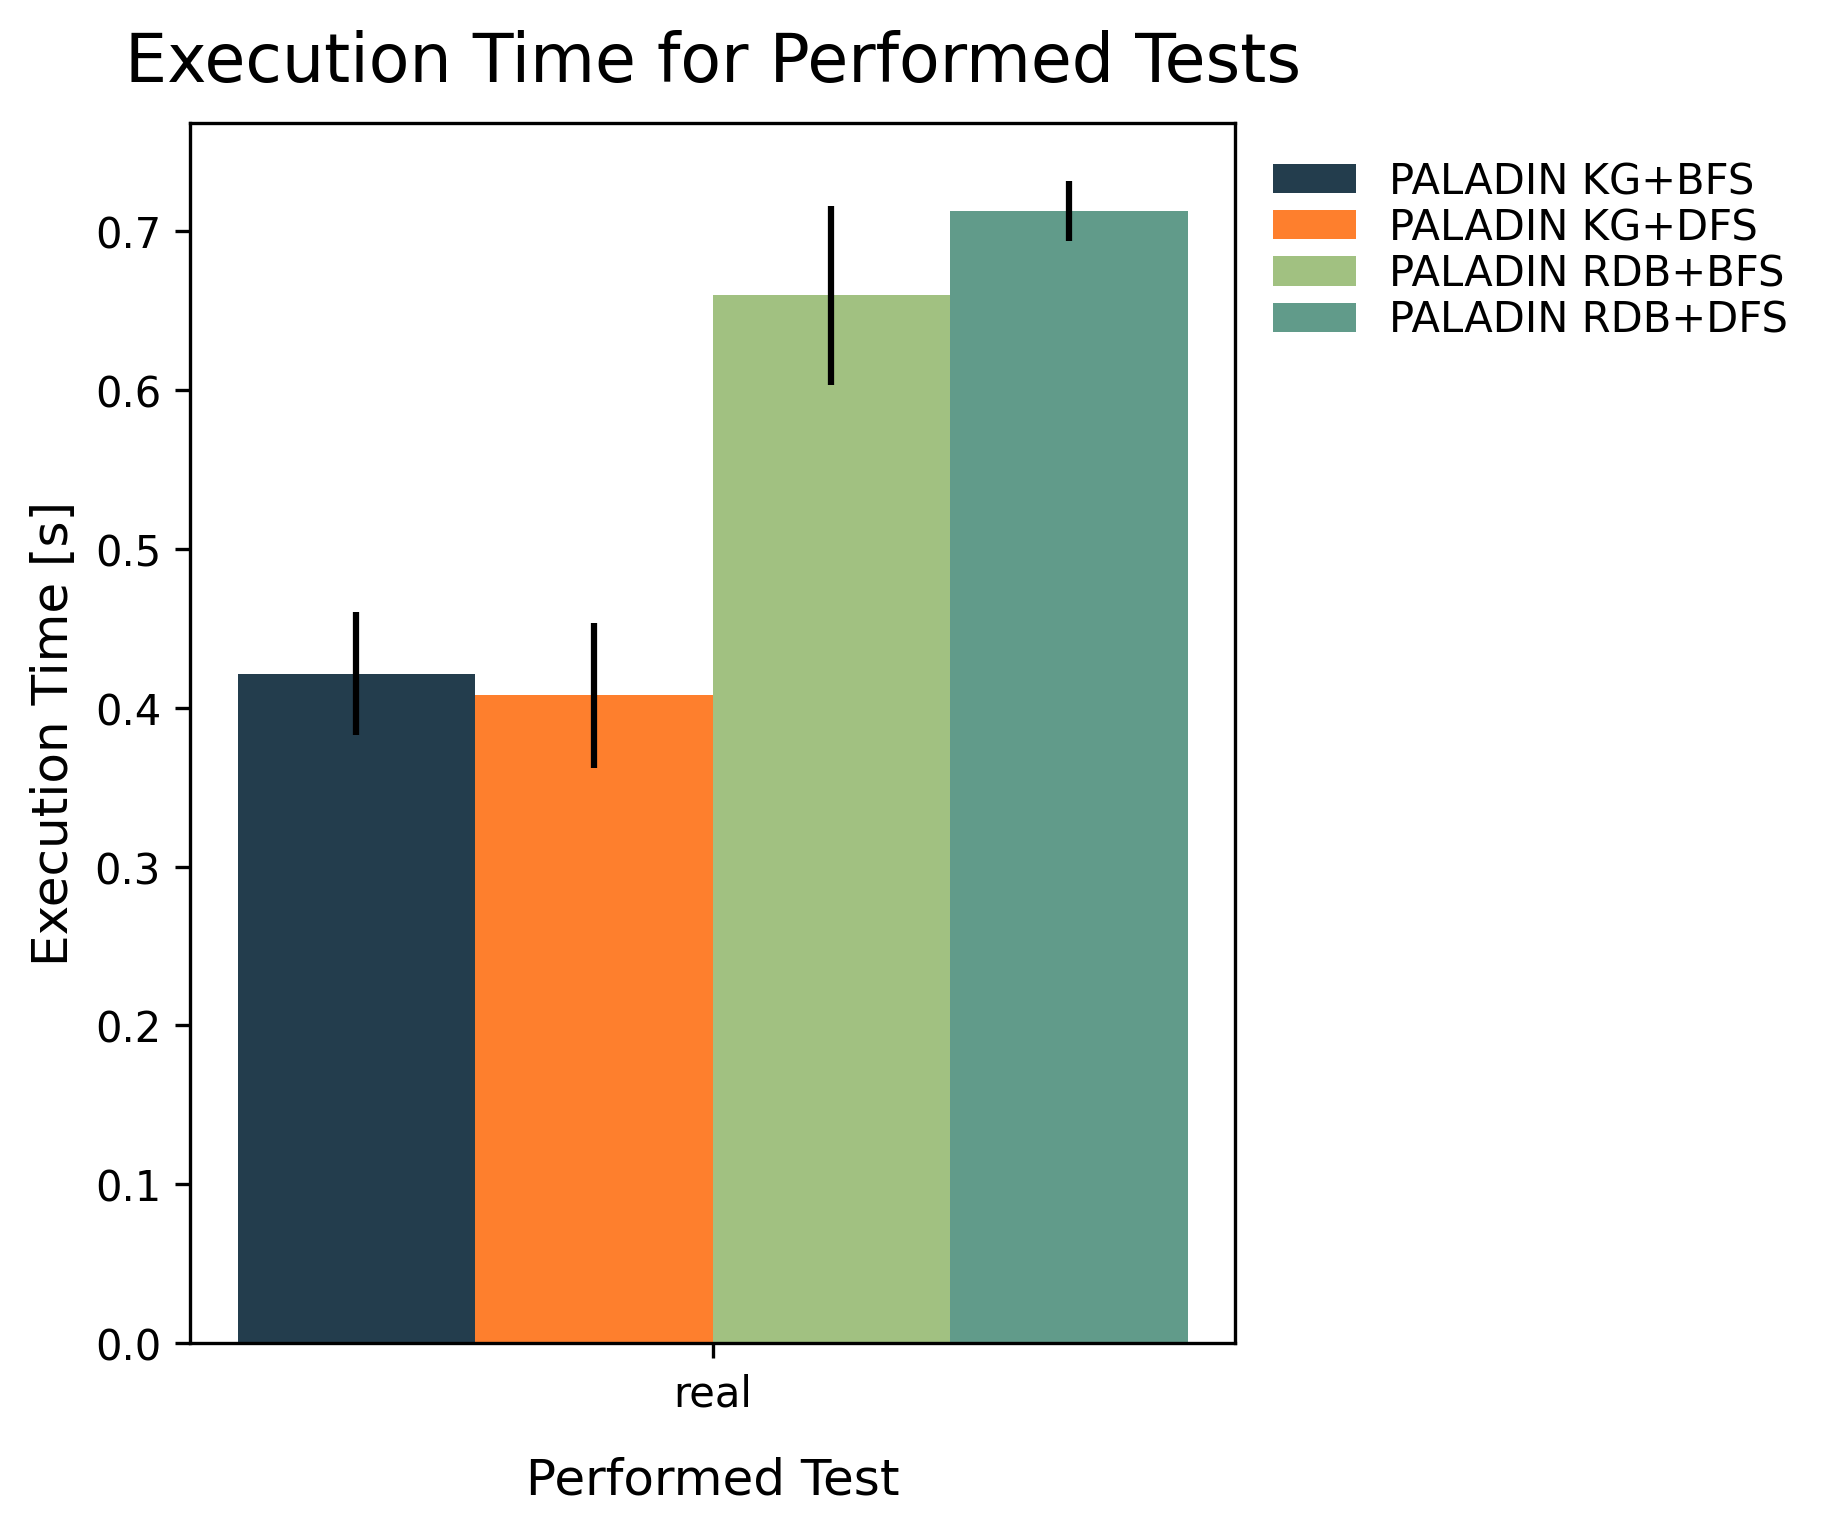 Execution Time for Performed Tests
PALADIN KG+BFS
PALADIN KG+DFS
PALADIN RDB+BFS
PALADIN RDB+DFS
Execution Time [s]
0.7
0.6
0.5
0.4
0.3
0.2
0.1
0.0
real
Performed Test